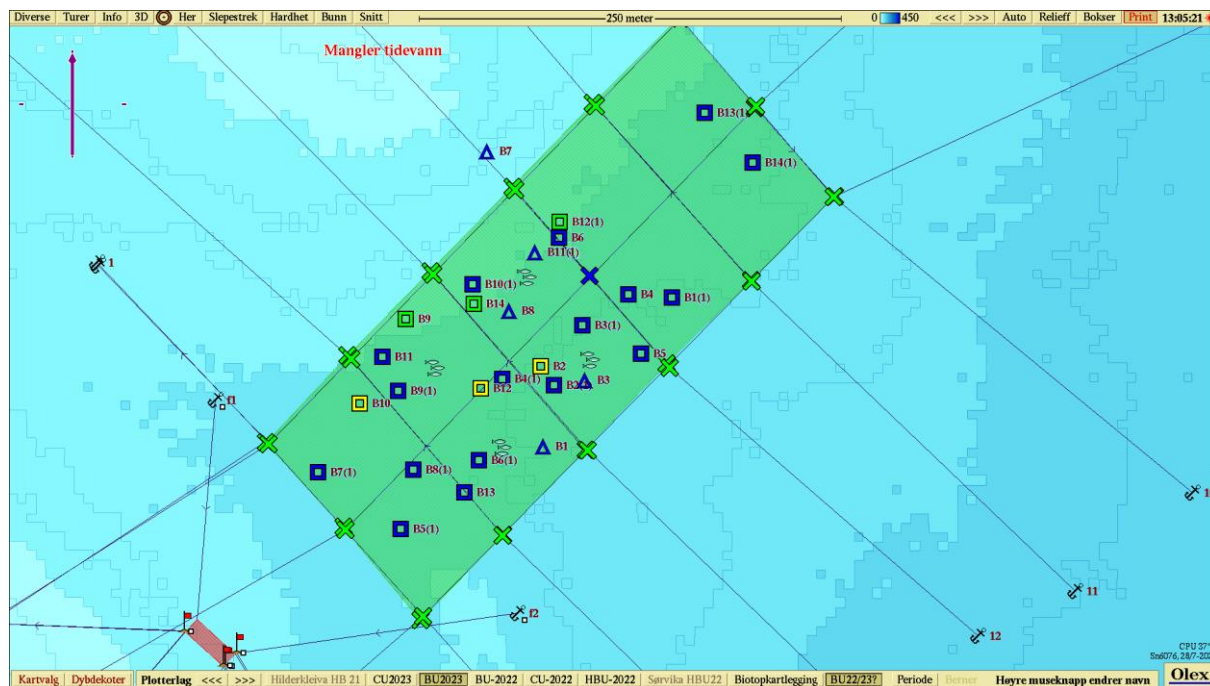 Diverse Turer Info 3D Her Slepestrek Hardhet Bunn Snitt 250 meter 0 450 <<< >>> Auto Relieff Bokser Print 13:05:21
Mangler tidevann
B13(1)
B7
B14(1)
B12(1)
B6
B11(1)
1
B10(1)
B4
B1(1)
B14
B8
B9
B3(1)
B11
B5
B2
B4(1)
B3
B12
B9(1)
f1
B10
B1
B6(1)
B7(1)
B8(1)
B13
B5(1)
11
f2
12
CPU 37°
Kartvalg Dybdekoter Plotterlag <<< >>> Hilderkleiva HB 21 CU2023 BU2023 BU-2022 CU-2022 HBU-2022 Sørvika HBU22 Biotopkartlegging BU22/23? Periode Berner Høyre museknapp endrer navn Olex